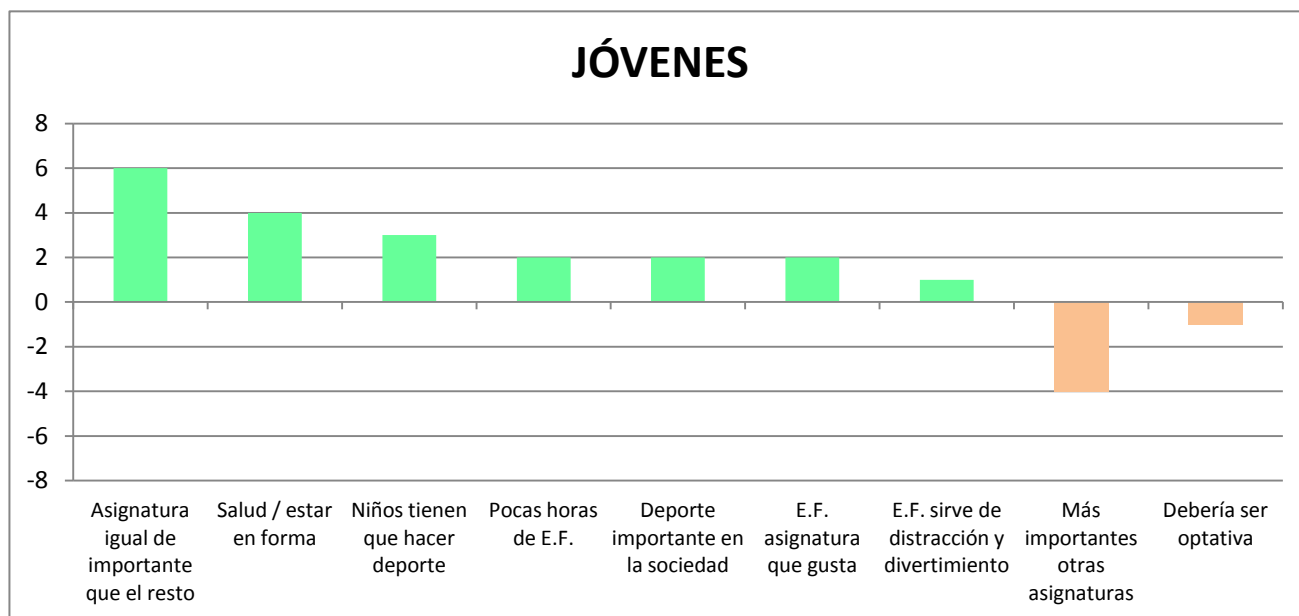 JÓVENES
8
6
4
2
0
-2
-4
-6
-8
Asignatura
igual de
importante
que el resto
Salud / estar
en forma
Niños tienen
que hacer
deporte
Pocas horas
de E.F.
Deporte
importante en
la sociedad
E.F.
asignatura
que gusta
E.F. sirve de
distracción y
divertimiento
Más
importantes
otras
asignaturas
Debería ser
optativa